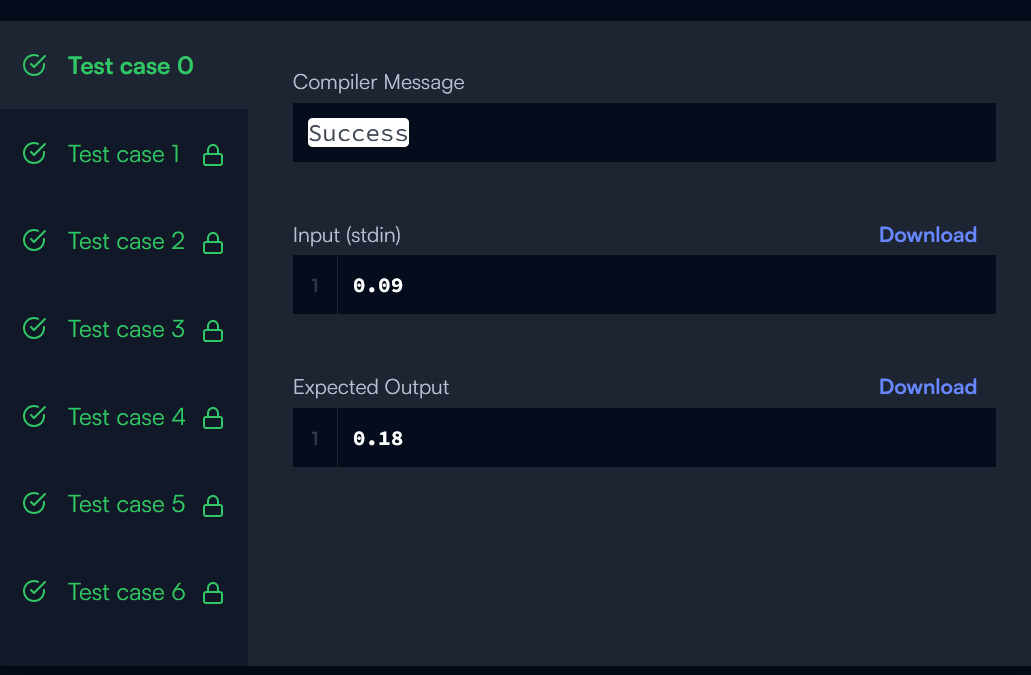 Test case 0
Test case 1
Test case 2
Test case 3
Test case 4
Test case 5
Test case 6
Compiler Message
Success
Input (stdin)
Download
1
0.09
Expected Output
Download
1
0.18